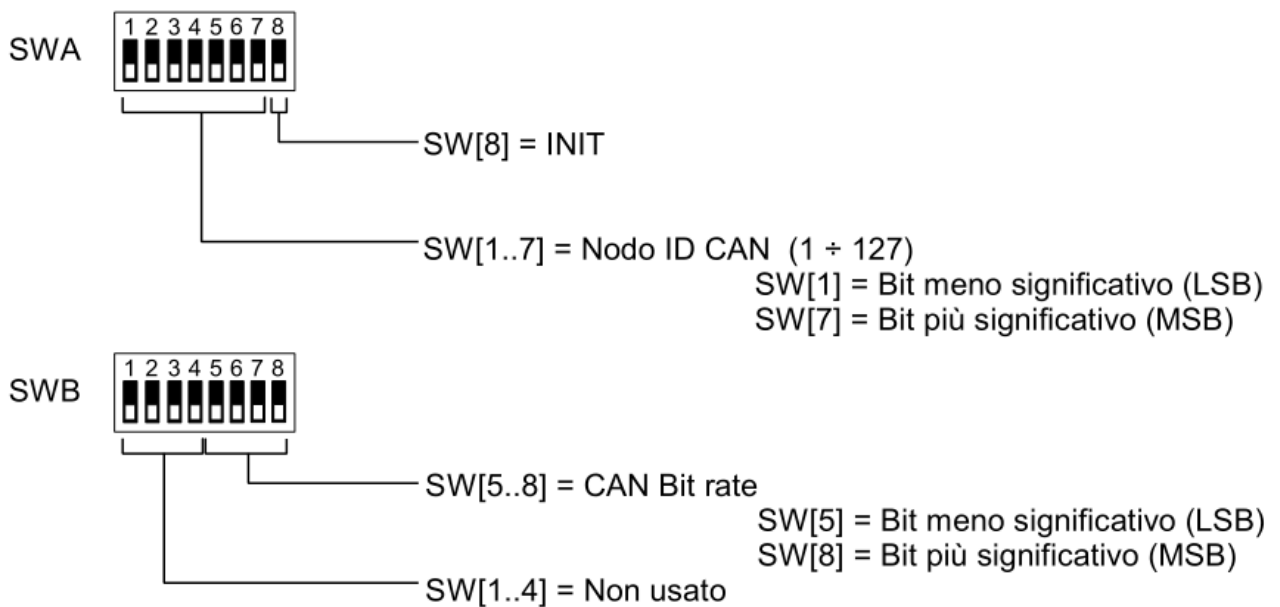 SWA
1 2 3 4 5 6 7 8
SW[8] = INIT
SW[1..7] = Nodo ID CAN (1 ÷ 127)
SW[1] = Bit meno significativo (LSB)
SW[7] = Bit più significativo (MSB)
SWB
1 2 3 4 5 6 7 8
SW[5..8] = CAN Bit rate
SW[5] = Bit meno significativo (LSB)
SW[8] = Bit più significativo (MSB)
SW[1..4] = Non usato